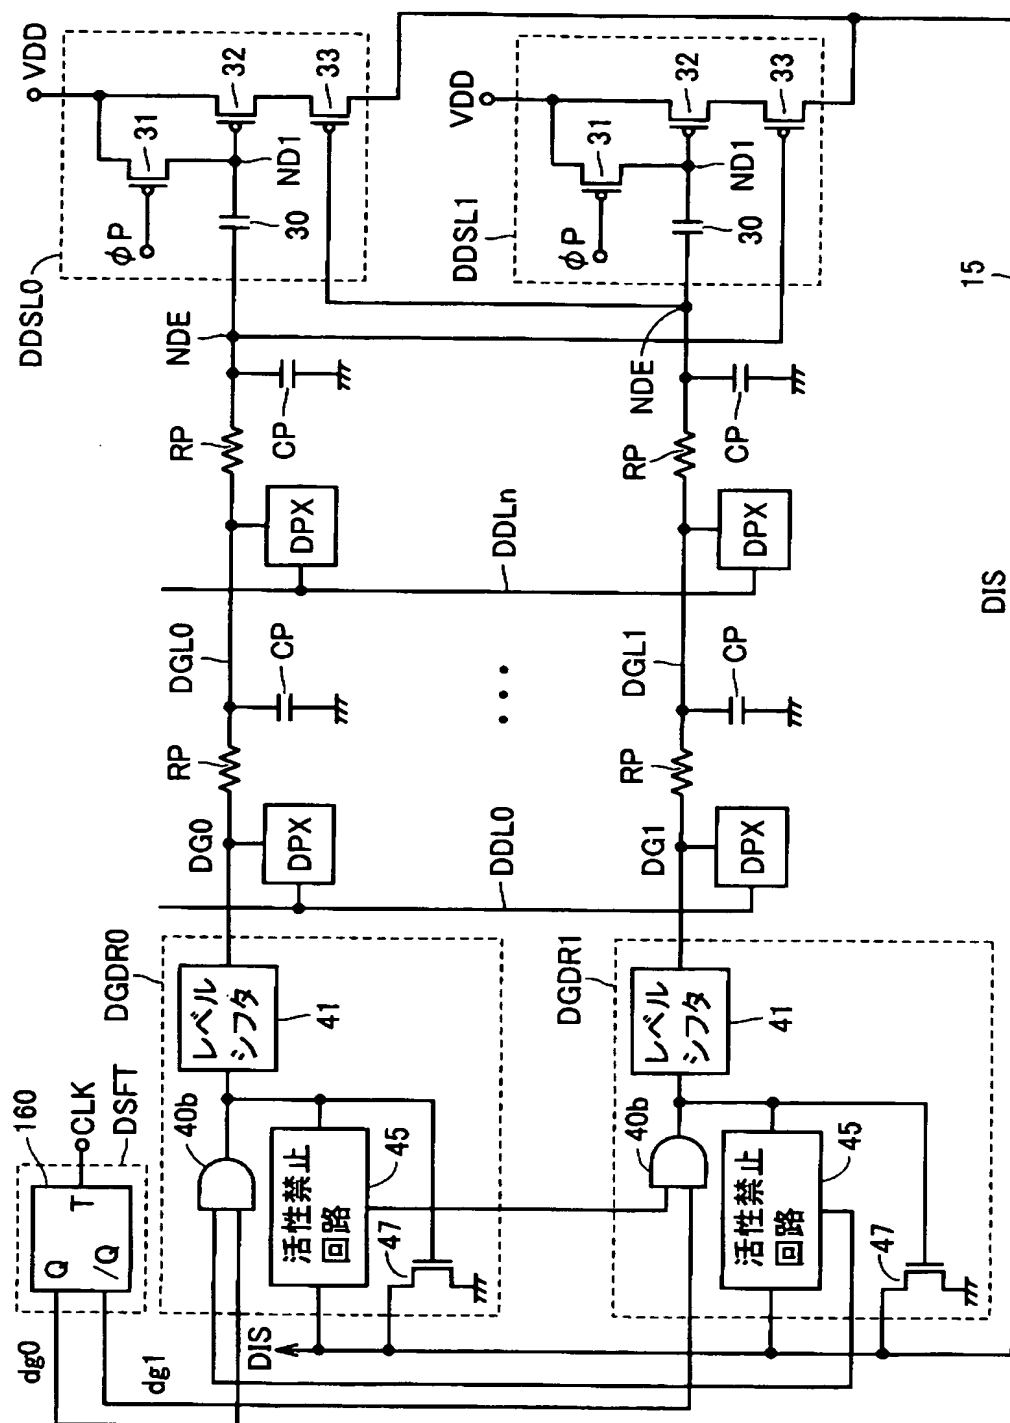 dg0
160
Q
T
CLK
/Q
DSFT
dg1
DGDR0
40b
レベル
シフタ
41
DG0
DPX
RP
CP
DGL0
DPX
RP
CP
NDE
DDSL0
φP
31
VDD
32
33
ND1
30
DIS
活性禁止
回路
45
47
DDL0
・・・
DDLn
DDSL1
φP
31
VDD
32
33
ND1
30
DGDR1
40b
レベル
シフタ
41
DG1
DPX
RP
CP
DGL1
DPX
RP
CP
NDE
活性禁止
回路
45
47
DIS
15